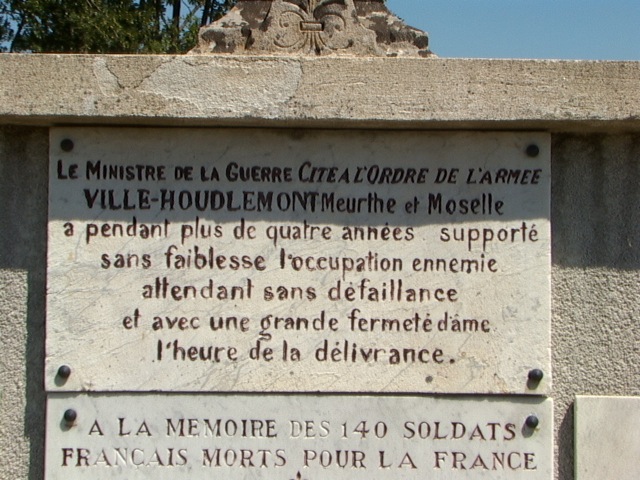 LE MINISTRE DE LA GUERRE CITE A L'ORDRE DE L'ARMEE
VILLE-HOUDLEMONT Meurthe et Moselle
a pendant plus de quatre années supporté
sans faiblesse l'occupation ennemie
attendant sans défaillance
et avec une grande fermeté d'âme
l'heure de la délivrance.
A LA MEMOIRE DES 140 SOLDATS
FRANÇAIS MORTS POUR LA FRANCE